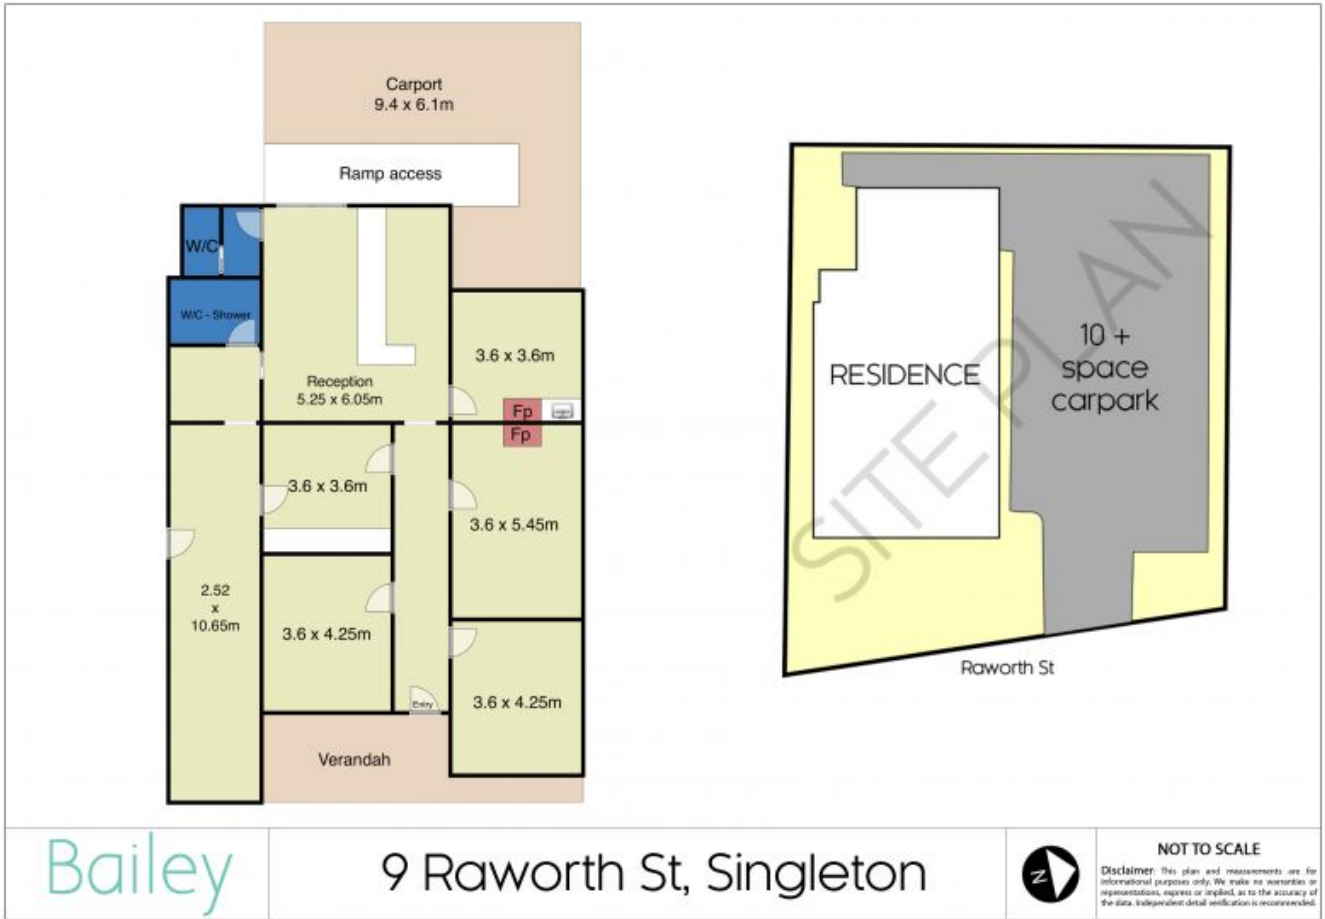 Carport
9.4 x 6.1m
Ramp access
W/C
W/C - Shower
Reception
5.25 x 6.05m
3.6 x 3.6m
Fp
Fp
3.6 x 3.6m
3.6 x 5.45m
2.52
x
10.65m
3.6 x 4.25m
Entry
3.6 x 4.25m
Verandah
SITE PLAN
RESIDENCE
10 +
space
carpark
Raworth St
Bailey
9 Raworth St, Singleton
N
NOT TO SCALE
Disclaimer: This plan and measurements are for
informational purposes only. We make no warranties or
representations, express or implied, as to the accuracy of
the data. Independent detail verification is recommended.